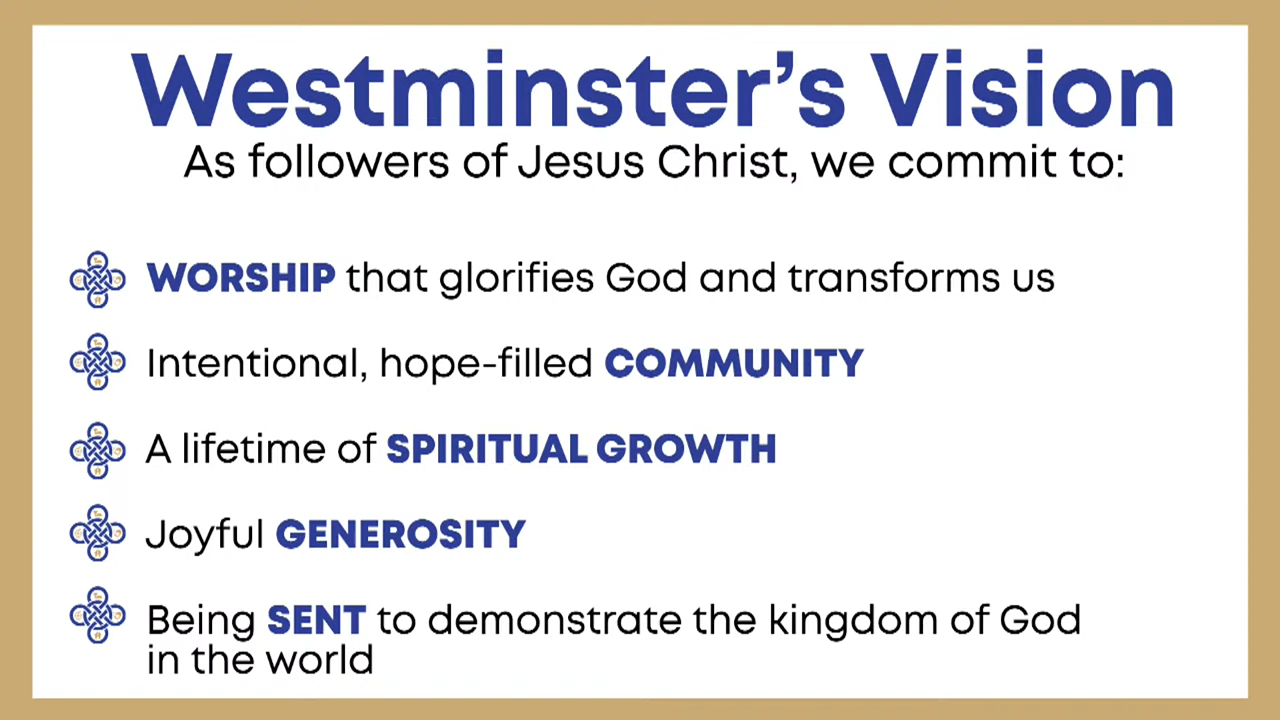 Westminster’s Vision
As followers of Jesus Christ, we commit to:
WORSHIP that glorifies God and transforms us
Intentional, hope-filled COMMUNITY
A lifetime of SPIRITUAL GROWTH
Joyful GENEROSITY
Being SENT to demonstrate the kingdom of God
in the world